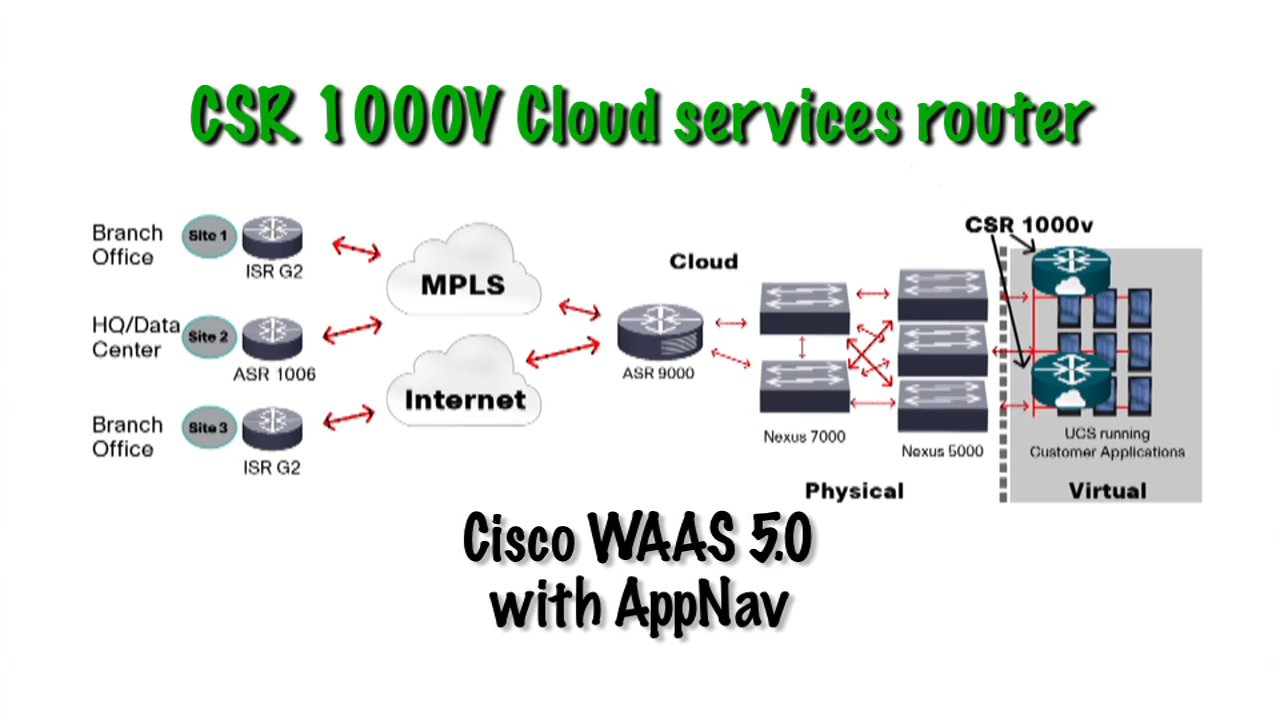 CSR 1000V Cloud services router
Branch
Office
Site 1
ISR G2
HQ/Data
Center
Site 2
ASR 1006
Branch
Office
Site 3
ISR G2
MPLS
Internet
Cloud
ASR 9000
Nexus 7000
Nexus 5000
Physical
CSR 1000v
UCS running
Customer Applications
Virtual
Cisco WAAS 5.0
with AppNav